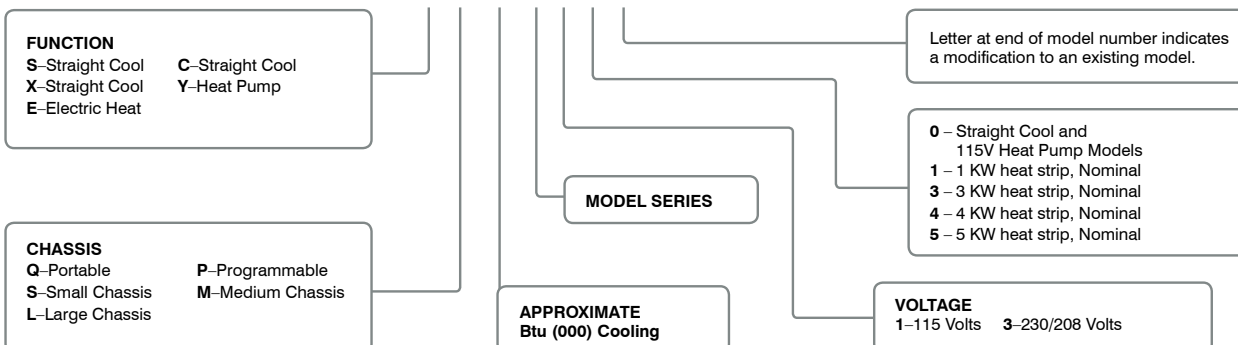 FUNCTION
S–Straight Cool C–Straight Cool
X–Straight Cool Y–Heat Pump
E–Electric Heat
CHASSIS
Q–Portable P–Programmable
S–Small Chassis M–Medium Chassis
L–Large Chassis
MODEL SERIES
APPROXIMATE
Btu (000) Cooling
Letter at end of model number indicates
a modification to an existing model.
0 – Straight Cool and
115V Heat Pump Models
1 – 1 KW heat strip, Nominal
3 – 3 KW heat strip, Nominal
4 – 4 KW heat strip, Nominal
5 – 5 KW heat strip, Nominal
VOLTAGE
1–115 Volts 3–230/208 Volts